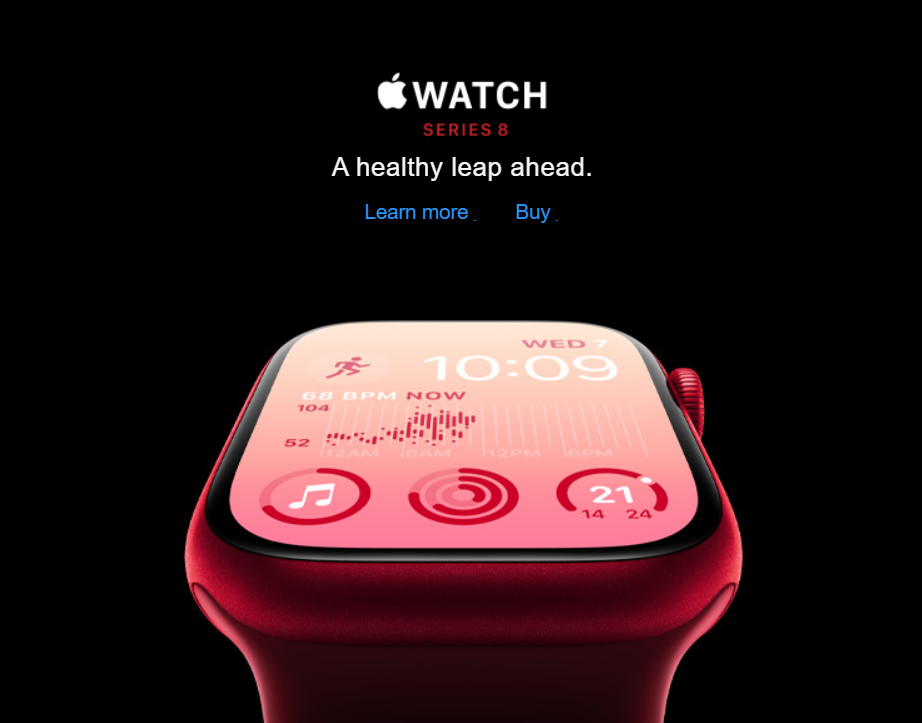 WATCH
SERIES 8
A healthy leap ahead.
Learn more . Buy .
WED 7
10:09
68 BPM NOW
104
52
12AM 6AM 12PM 6PM
21
14 24